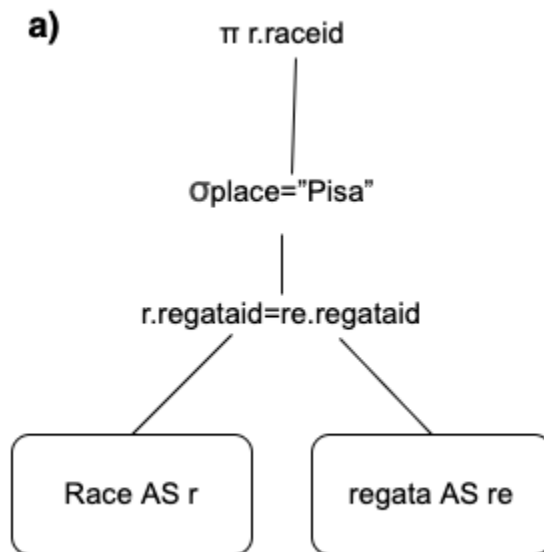 a)
π r.raceid
σplace=”Pisa”
r.regataid=re.regataid
Race AS r
regata AS re